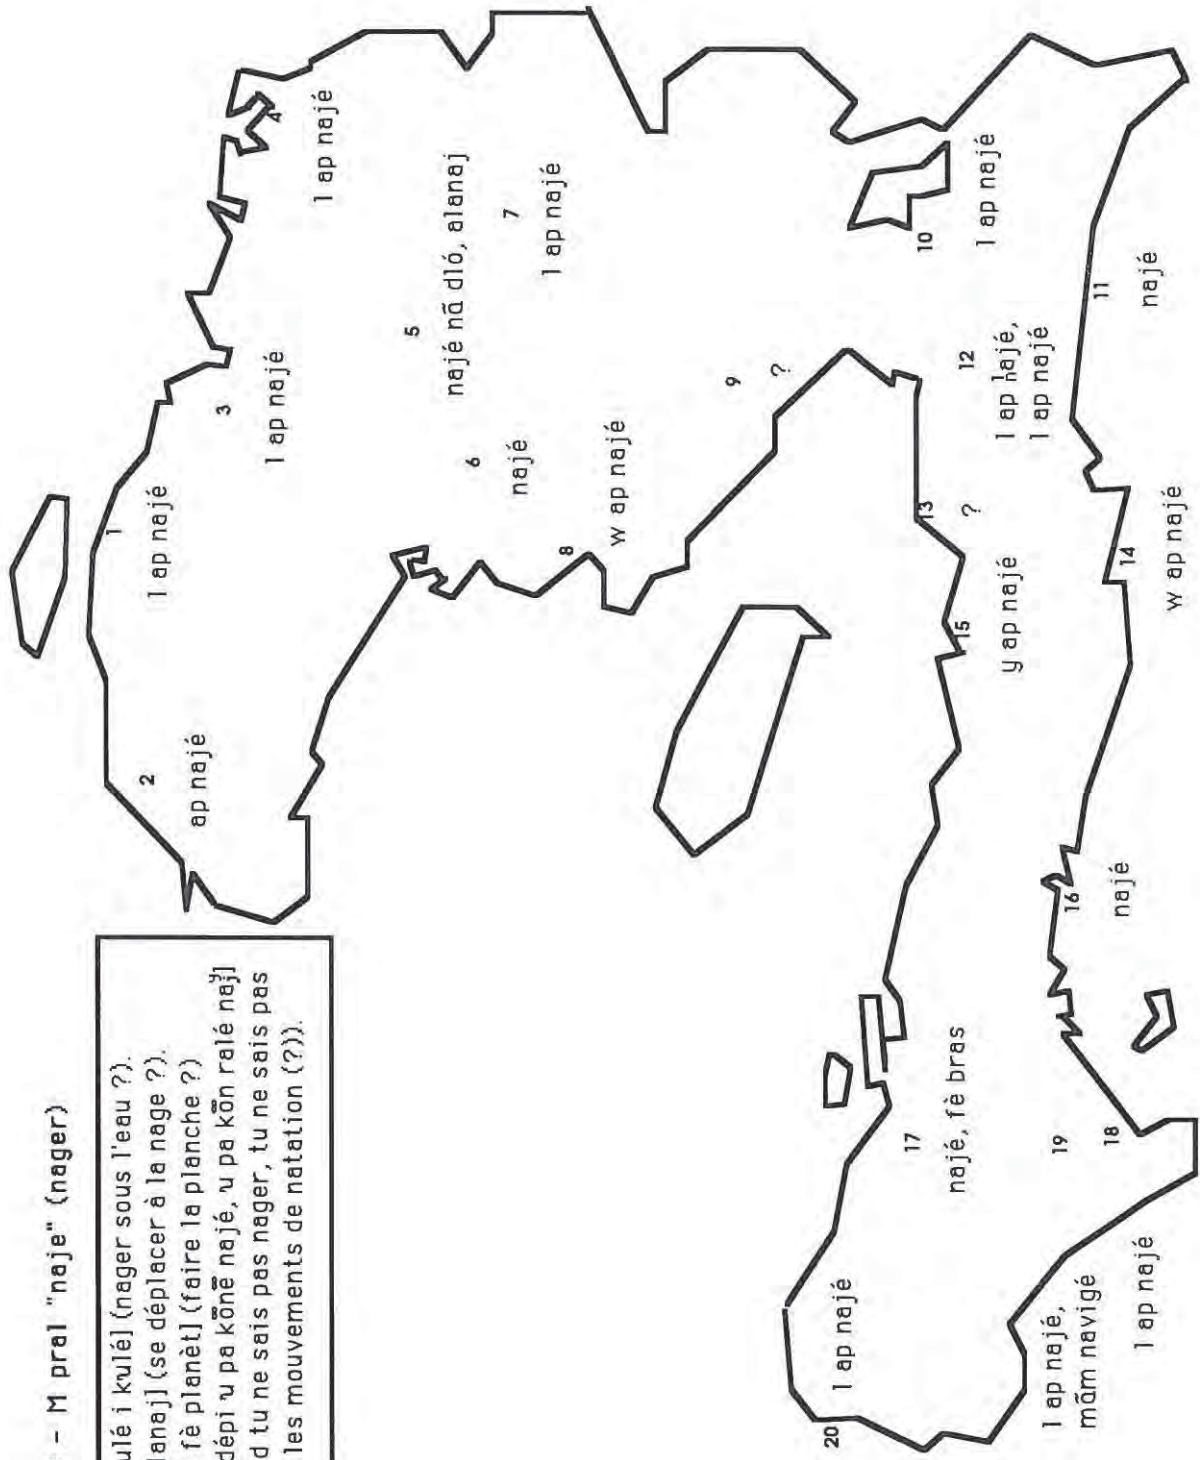 - M pral "naje" (nager)
ulé i kulé] (nager sous l'eau ?).
lanaj] (se déplacer à la nage ?).
fè planèt] (faire la planche ?)
dépi u pa kõnẽ najé, u pa kõn ralé naj]
d tu ne sais pas nager, tu ne sais pas
les mouvements de natation (?)).
1
l ap najé
2
ap najé
3
l ap najé
4
l ap najé
5
najé nã dló, alanaj
6
najé
7
l ap najé
8
w ap najé
9
?
10
l ap najé
11
najé
12
l ap hajé,
l ap najé
13
?
14
w ap najé
15
y ap najé
16
najé
17
najé, fè bras
18
l ap najé
19
l ap najé,
mãm navigé
20
l ap najé